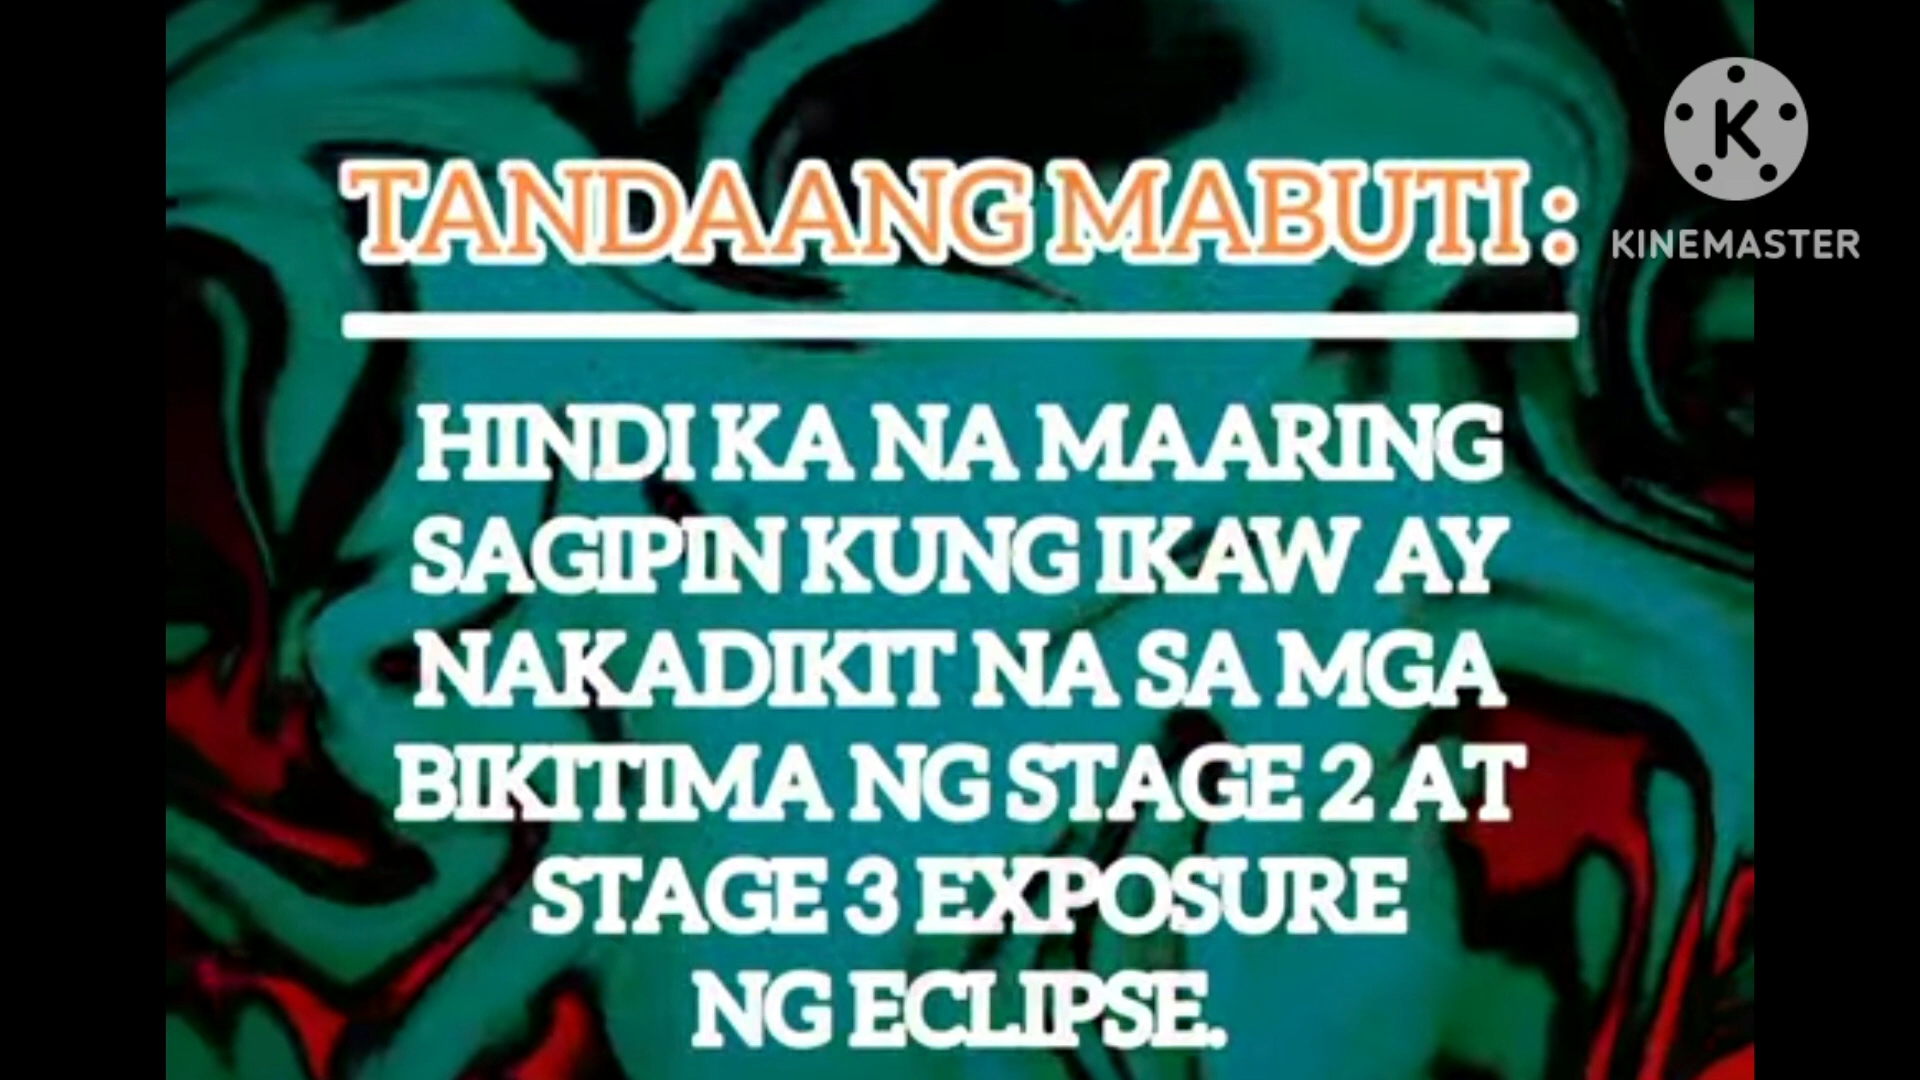 TANDAANG MABUTI:
KINEMASTER
HINDI KA NA MAARING
SAGIPIN KUNG IKAW AY
NAKADIKIT NA SA MGA
BIKITIMA NG STAGE 2 AT
STAGE 3 EXPOSURE
NG ECLIPSE.